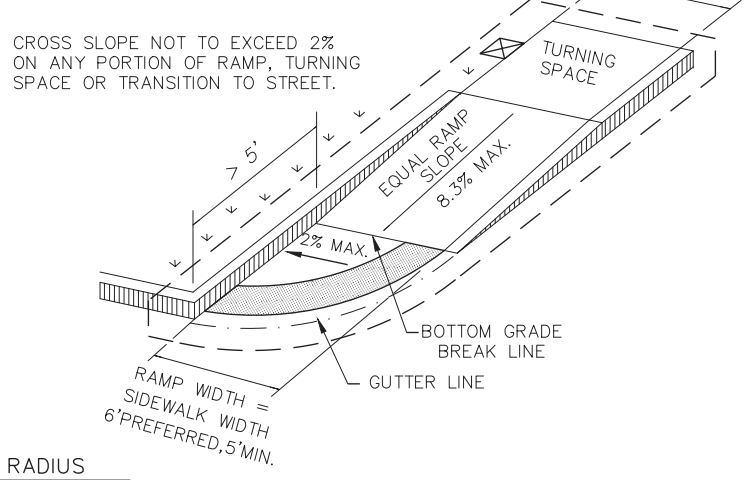 CROSS SLOPE NOT TO EXCEED 2%
ON ANY PORTION OF RAMP, TURNING
SPACE OR TRANSITION TO STREET.
TURNING
SPACE
> 5'
EQUAL RAMP
SLOPE
8.3% MAX.
2% MAX.
BOTTOM GRADE
BREAK LINE
GUTTER LINE
RAMP WIDTH =
SIDEWALK WIDTH
6'PREFERRED,5'MIN.
RADIUS